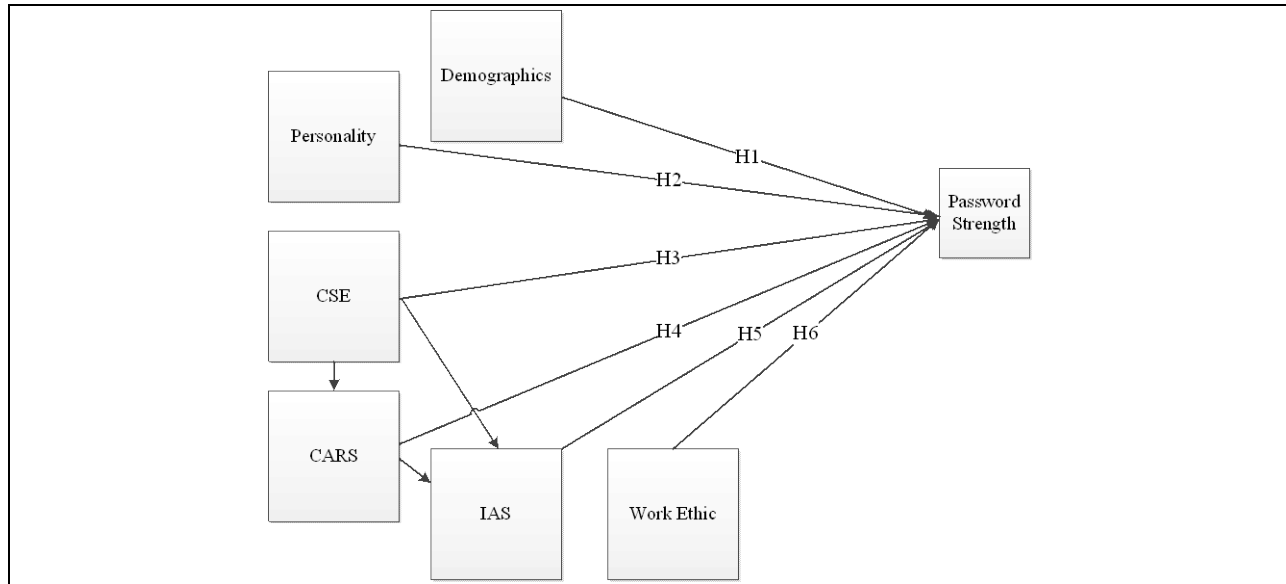 Demographics
Personality
H1
H2
Password
Strength
H3
CSE
H4
H5
H6
CARS
IAS
Work Ethic